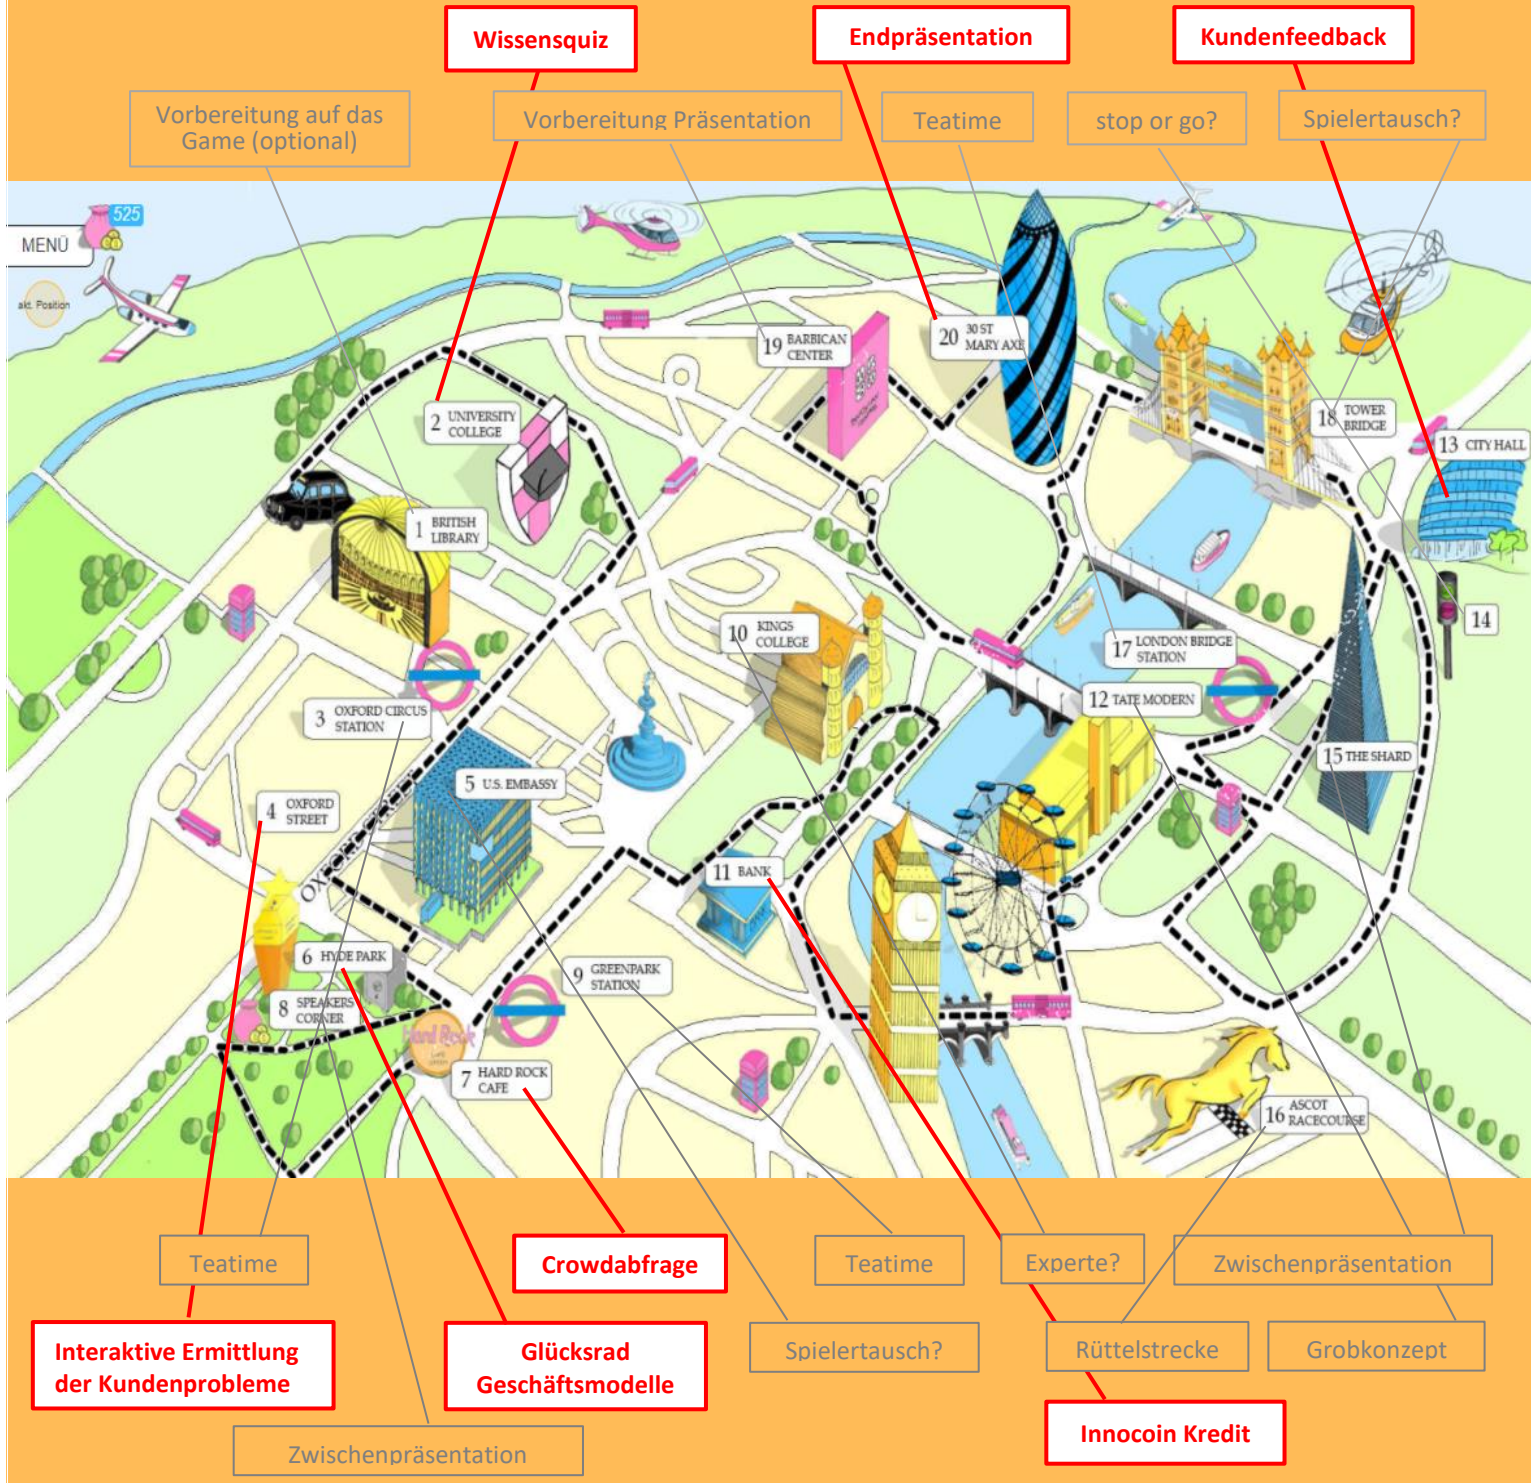 Wissensquiz
Endpräsentation
Kundenfeedback
Vorbereitung auf das
Game (optional)
Vorbereitung Präsentation
Teatime
stop or go?
Spielertausch?
525
MENÜ
akt. Position
19 BARBICAN
CENTER
20 30 ST
MARY AXE
2 UNIVERSITY
COLLEGE
18 TOWER
BRIDGE
13 CITY HALL
1 BRITISH
LIBRARY
14
10 KINGS
COLLEGE
17 LONDON BRIDGE
STATION
12 TATE MODERN
3 OXFORD CIRCUS
STATION
15 THE SHARD
5 U.S. EMBASSY
4 OXFORD
STREET
11 BANK
6 HYDE PARK
9 GREENPARK
STATION
8 SPEAKERS
CORNER
Hard Rock
7 HARD ROCK
CAFE
16 ASCOT
RACECOURSE
Teatime
Crowdabfrage
Teatime
Experte?
Zwischenpräsentation
Interaktive Ermittlung
der Kundenprobleme
Glücksrad
Geschäftsmodelle
Spielertausch?
Rüttelstrecke
Grobkonzept
Innocoin Kredit
Zwischenpräsentation